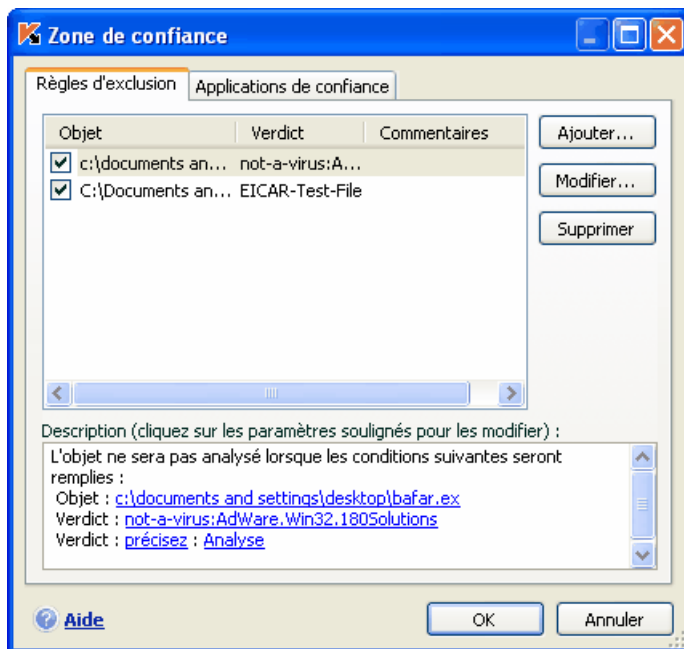 Zone de confiance
Règles d'exclusion Applications de confiance
Objet Verdict Commentaires
c:\documents an... not-a-virus:A...
C:\Documents an... EICAR-Test-File
Ajouter...
Modifier...
Supprimer
Description (cliquez sur les paramètres soulignés pour les modifier) :
L'objet ne sera pas analysé lorsque les conditions suivantes seront
remplies :
Objet : c:\documents and settings\desktop\bafar.ex
Verdict : not-a-virus:AdWare.Win32.180Solutions
Verdict : précisez : Analyse
Aide
OK
Annuler